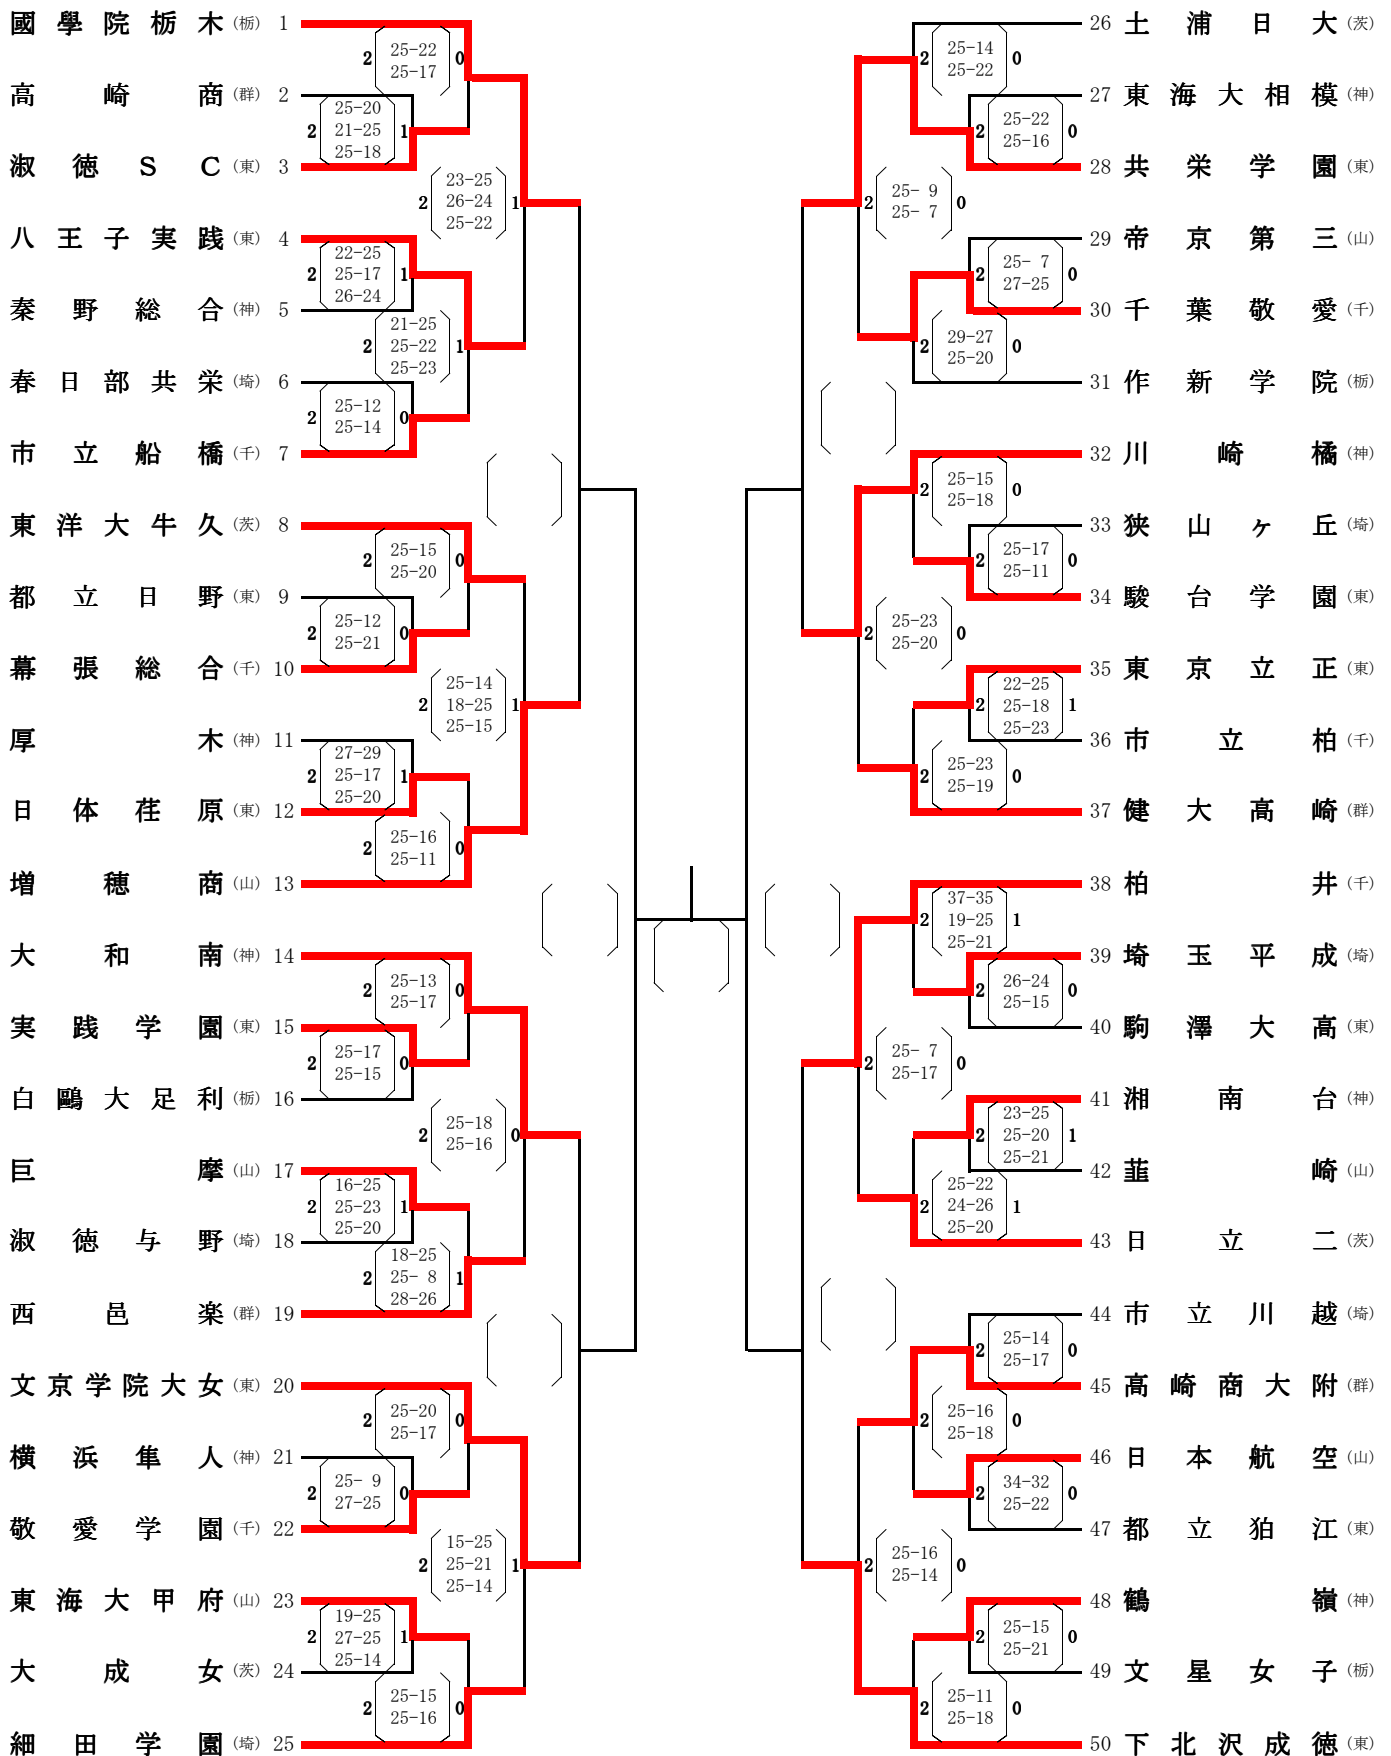 國學院栃木 (栃) 1
高崎商 (群) 2
淑徳ＳＣ (東) 3
八王子実践 (東) 4
秦野総合 (神) 5
春日部共栄 (埼) 6
市立船橋 (千) 7
東洋大牛久 (茨) 8
都立日野 (東) 9
幕張総合 (千) 10
厚木 (神) 11
日体荏原 (東) 12
増穂商 (山) 13
大和南 (神) 14
実践学園 (東) 15
白鷗大足利 (栃) 16
巨摩 (山) 17
淑徳与野 (埼) 18
西邑楽 (群) 19
文京学院大女 (東) 20
横浜隼人 (神) 21
敬愛学園 (千) 22
東海大甲府 (山) 23
大成女 (茨) 24
細田学園 (埼) 25
2 25-22 0
25-17
25-20
2 21-25 1
25-18
22-25
2 25-17 1
26-24
21-25
2 25-22 1
25-23
2 25-12 0
25-14
23-25
2 26-24 1
25-22
2 25-15 0
25-20
2 25-12 0
25-21
27-29
2 25-17 1
25-20
2 25-16 0
25-11
25-14
2 18-25 1
25-15
2 25-13 0
25-17
2 25-17 0
25-15
16-25
2 25-23 1
25-20
18-25
2 25- 8 1
28-26
2 25-18 0
25-16
2 25-20 0
25-17
2 25- 9 0
27-25
19-25
2 27-25 1
25-14
2 25-15 0
25-16
15-25
2 25-21 1
25-14
26 土浦日大 (茨)
27 東海大相模 (神)
28 共栄学園 (東)
29 帝京第三 (山)
30 千葉敬愛 (千)
31 作新学院 (栃)
32 川崎橘 (神)
33 狭山ヶ丘 (埼)
34 駿台学園 (東)
35 東京立正 (東)
36 市立柏 (千)
37 健大高崎 (群)
38 柏井 (千)
39 埼玉平成 (埼)
40 駒澤大高 (東)
41 湘南台 (神)
42 韮崎 (山)
43 日立二 (茨)
44 市立川越 (埼)
45 高崎商大附 (群)
46 日本航空 (山)
47 都立狛江 (東)
48 鶴嶺 (神)
49 文星女子 (栃)
50 下北沢成徳 (東)
2 25-14 0
25-22
2 25-22 0
25-16
2 25- 9 0
25- 7
2 25- 7 0
27-25
2 29-27 0
25-20
2 25-15 0
25-18
2 25-17 0
25-11
2 25-23 0
25-20
22-25
2 25-18 1
25-23
2 25-23 0
25-19
37-35
2 19-25 1
25-21
2 26-24 0
25-15
2 25- 7 0
25-17
23-25
2 25-20 1
25-21
25-22
2 24-26 1
25-20
2 25-14 0
25-17
2 25-16 0
25-18
2 34-32 0
25-22
2 25-16 0
25-14
2 25-15 0
25-21
2 25-11 0
25-18